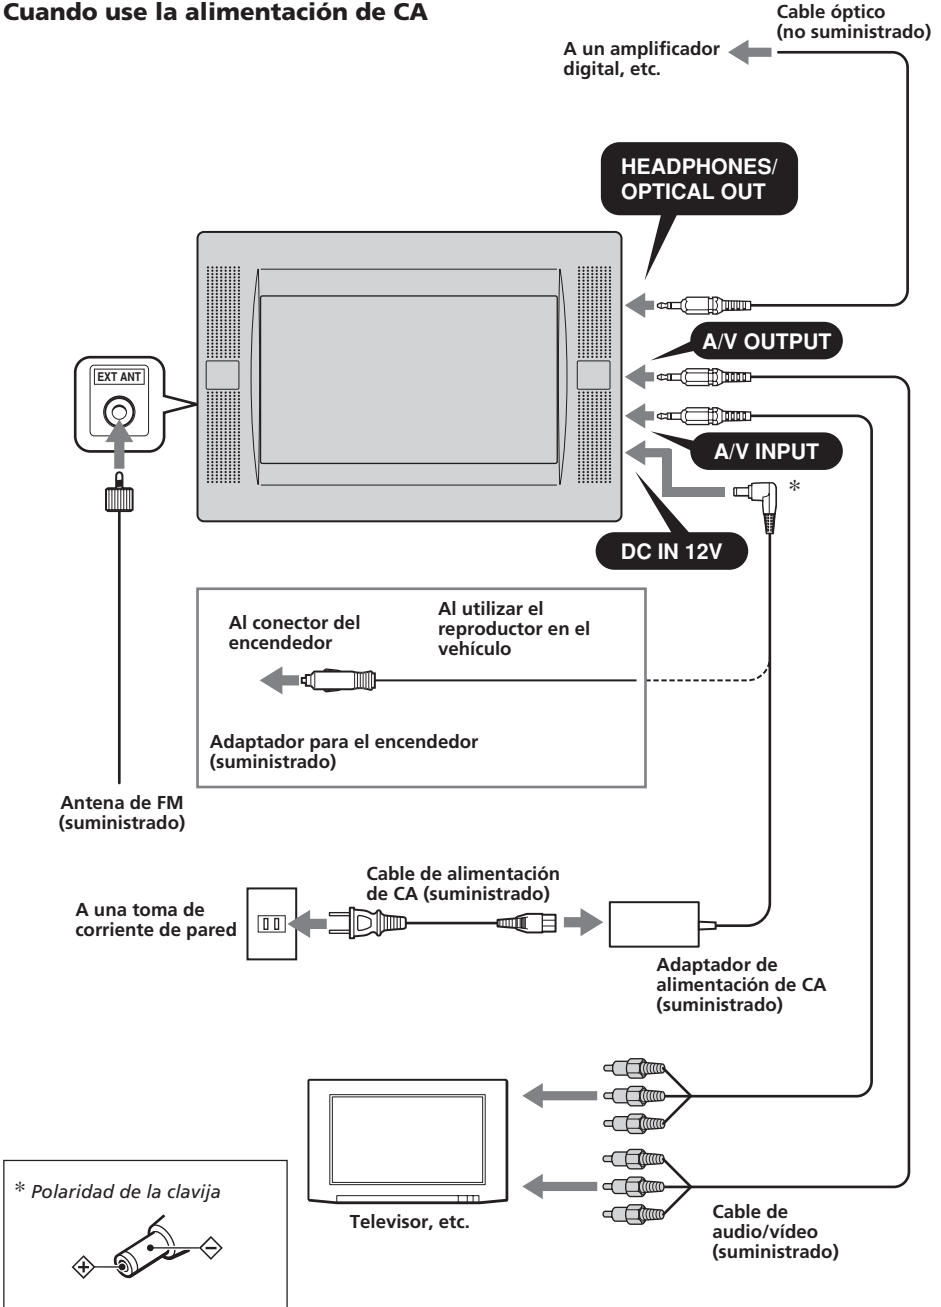 Cuando use la alimentación de CA
Cable óptico
(no suministrado)
A un amplificador
digital, etc.
HEADPHONES/
OPTICAL OUT
A/V OUTPUT
EXT ANT
A/V INPUT
*
DC IN 12V
Al conector del
encendedor
Al utilizar el
reproductor en el
vehículo
Adaptador para el encendedor
(suministrado)
Antena de FM
(suministrado)
Cable de alimentación
de CA (suministrado)
A una toma de
corriente de pared
Adaptador de
alimentación de CA
(suministrado)
* Polaridad de la clavija
Televisor, etc.
Cable de
audio/vídeo
(suministrado)